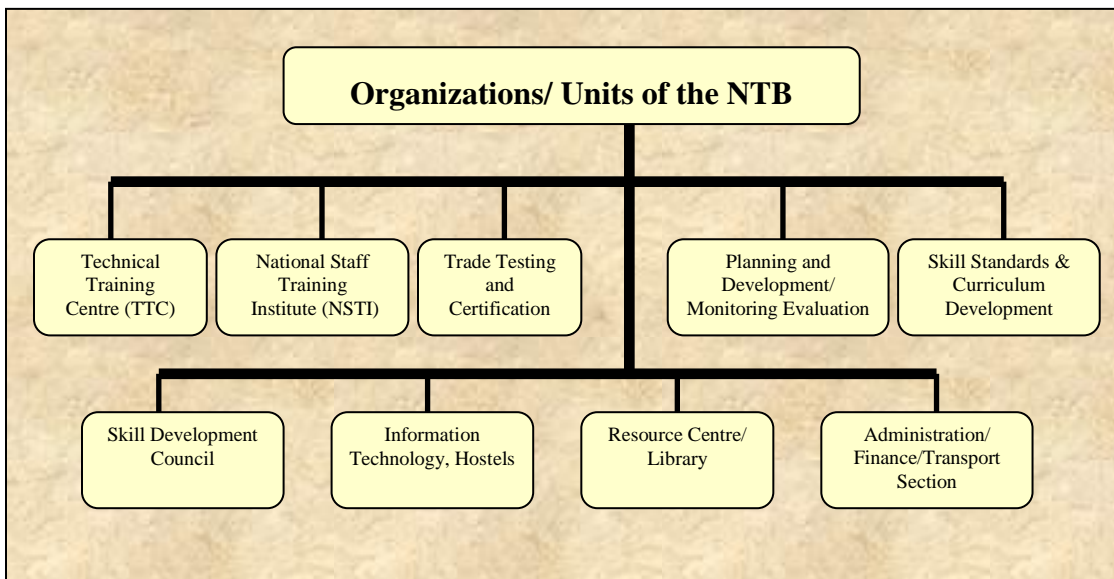 Organizations/ Units of the NTB
Technical
Training
Centre (TTC)
National Staff
Training
Institute (NSTI)
Trade Testing
and
Certification
Planning and
Development/
Monitoring Evaluation
Skill Standards &
Curriculum
Development
Skill Development
Council
Information
Technology, Hostels
Resource Centre/
Library
Administration/
Finance/Transport
Section